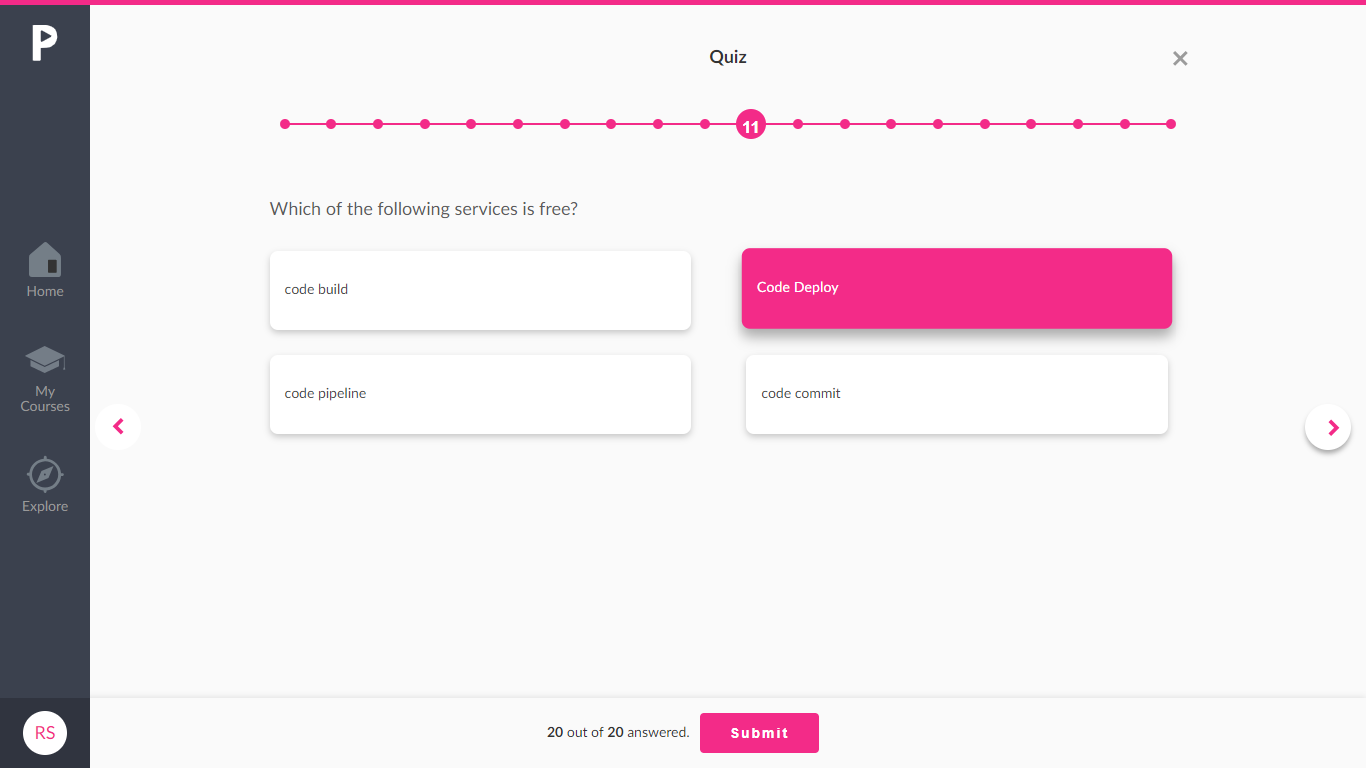 Quiz
11
Which of the following services is free?
code build
Code Deploy
code pipeline
code commit
Home
My
Courses
Explore
RS
20 out of 20 answered.
Submit